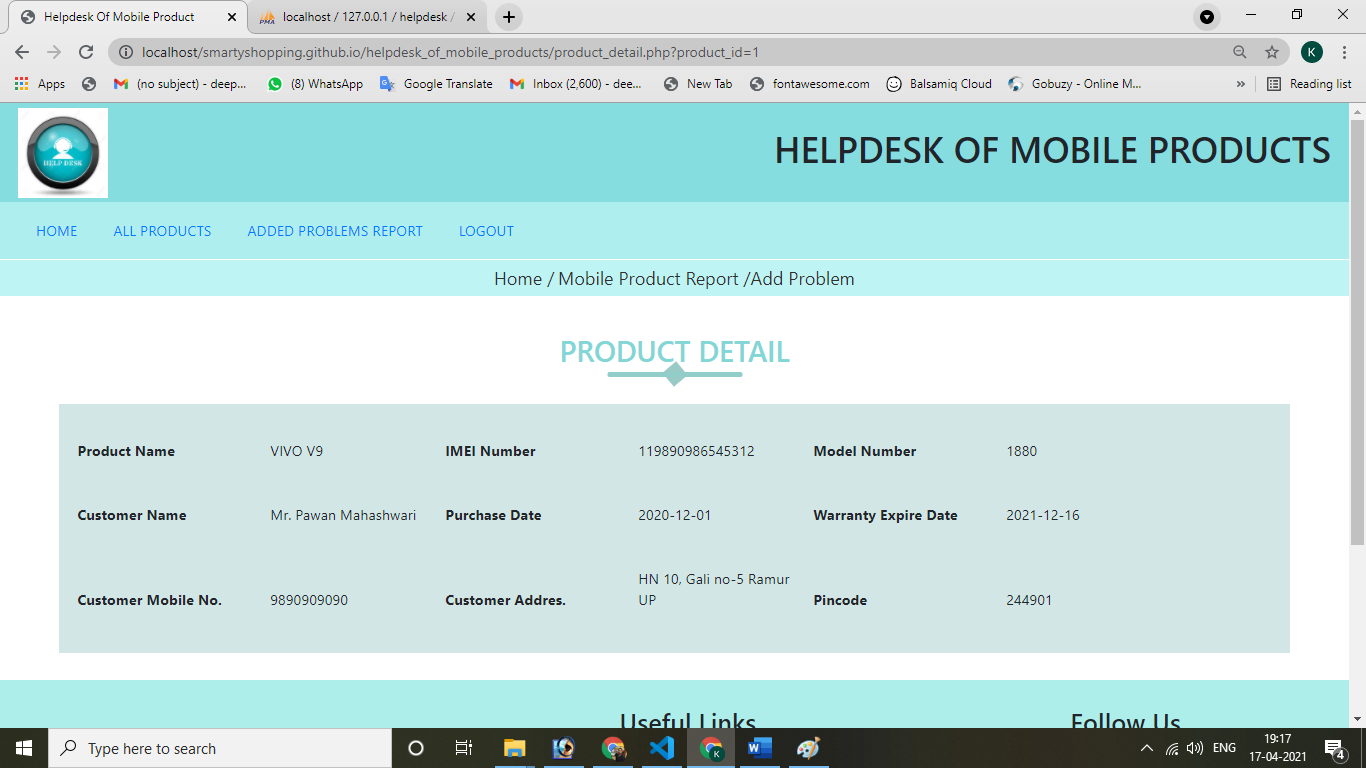 Helpdesk Of Mobile Product
localhost / 127.0.0.1 / helpdesk /
localhost/smartyshopping.github.io/helpdesk_of_mobile_products/product_detail.php?product_id=1
K
Apps (no subject) - deep... (8) WhatsApp Google Translate Inbox (2,600) - dee... New Tab fontawesome.com Balsamiq Cloud Gobuzy - Online M... » Reading list
HELP DESK
HELPDESK OF MOBILE PRODUCTS
HOME ALL PRODUCTS ADDED PROBLEMS REPORT LOGOUT
Home / Mobile Product Report /Add Problem
PRODUCT DETAIL
Product Name VIVO V9 IMEI Number 119890986545312 Model Number 1880
Customer Name Mr. Pawan Mahashwari Purchase Date 2020-12-01 Warranty Expire Date 2021-12-16
Customer Mobile No. 9890909090 Customer Addres. HN 10, Gali no-5 Ramur
UP Pincode 244901
Useful Links Follow Us
Type here to search
ENG
19:17
17-04-2021
4